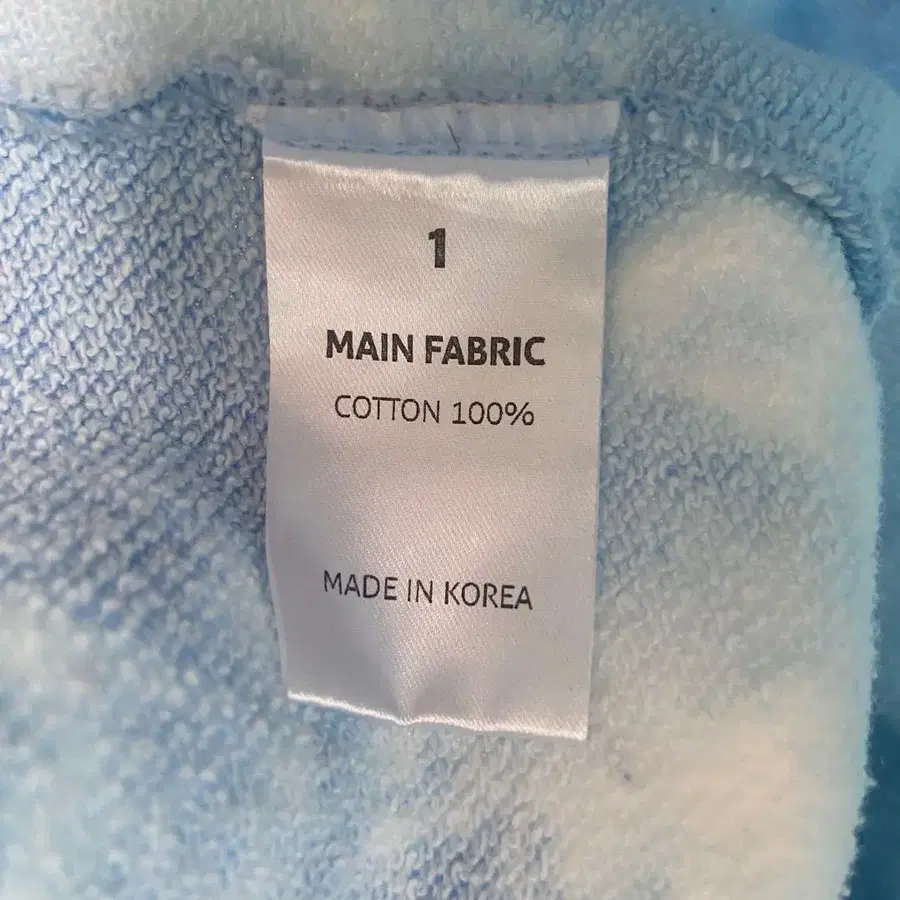 1
MAIN FABRIC
COTTON 100%
MADE IN KOREA